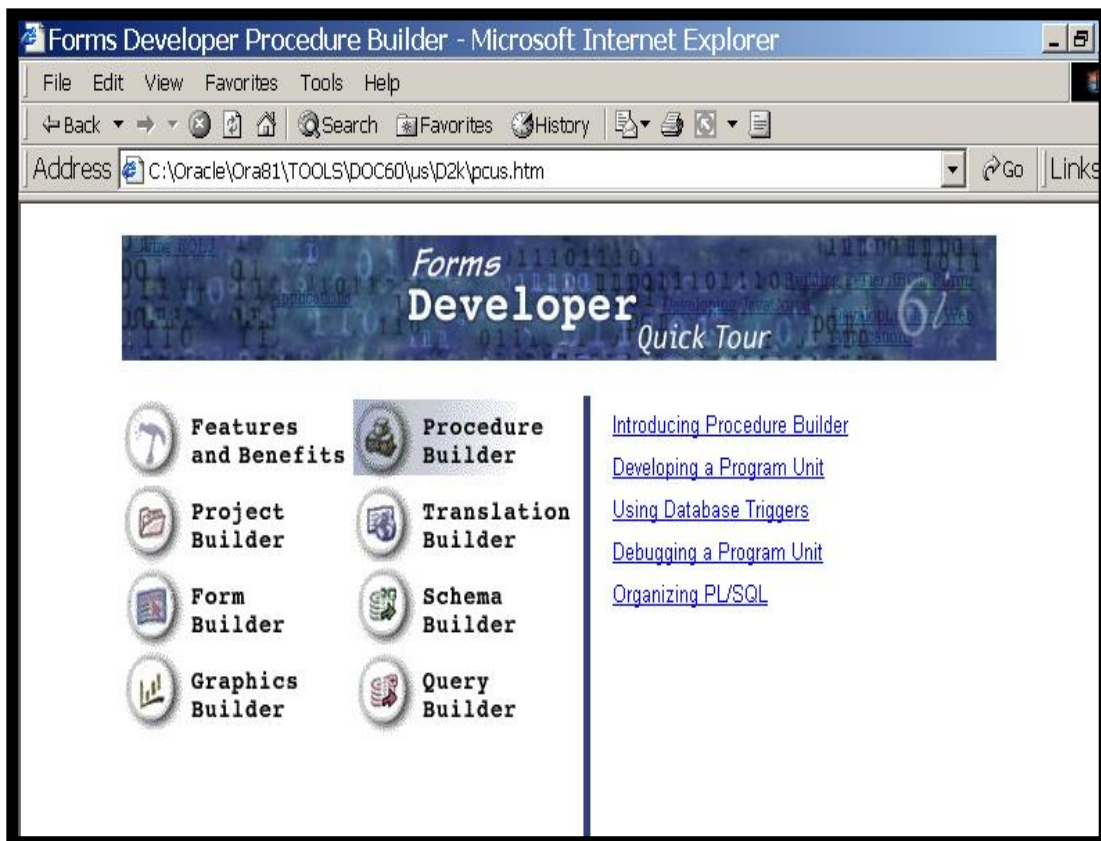 Forms Developer Procedure Builder - Microsoft Internet Explorer
File Edit View Favorites Tools Help
Back Search Favorites History
Address C:\Oracle\Ora81\TOOLS\DOC60\us\D2k\pcus.htm Go Links
Forms
Developer
Quick Tour
6i
Features
and Benefits
Procedure
Builder
Project
Builder
Translation
Builder
Form
Builder
Schema
Builder
Graphics
Builder
Query
Builder
Introducing Procedure Builder
Developing a Program Unit
Using Database Triggers
Debugging a Program Unit
Organizing PL/SQL